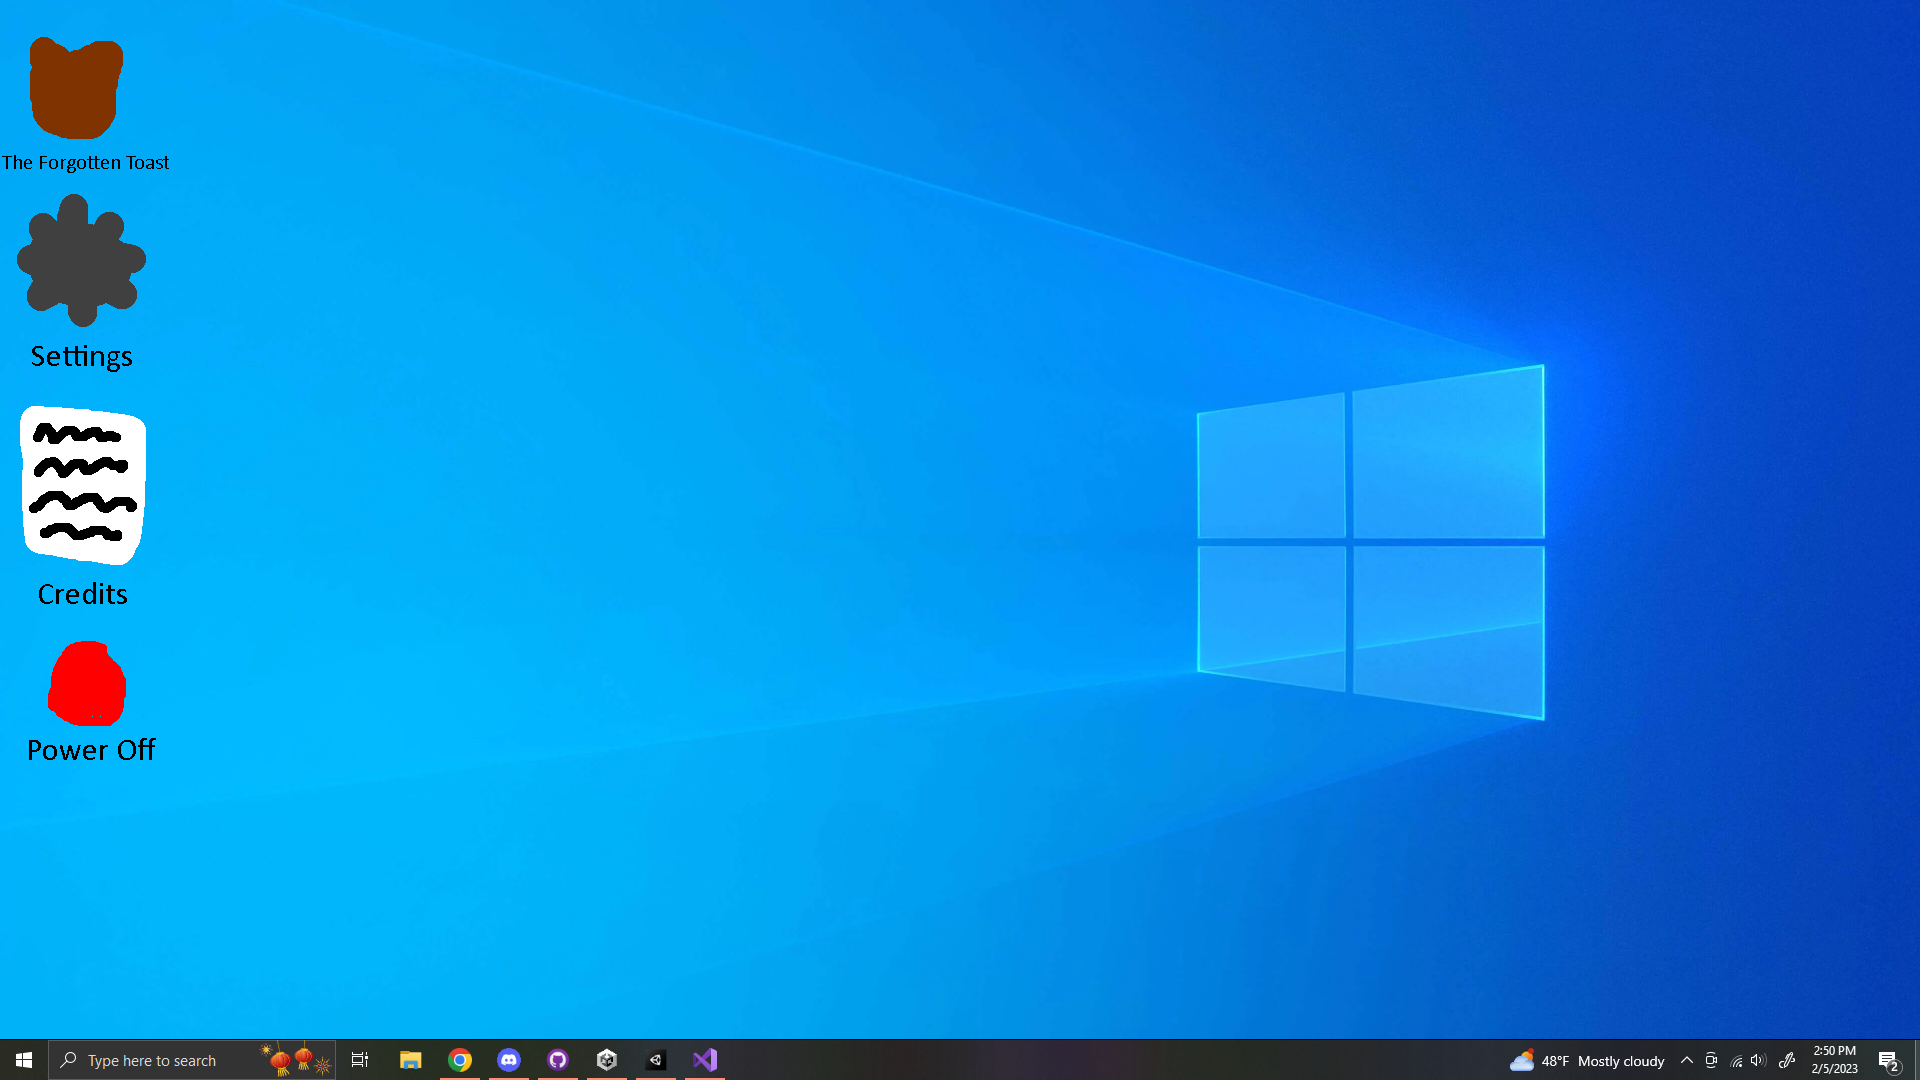 The Forgotten Toast
Settings
Credits
Power Off
Type here to search
48°F Mostly cloudy
2:50 PM
2/5/2023
2